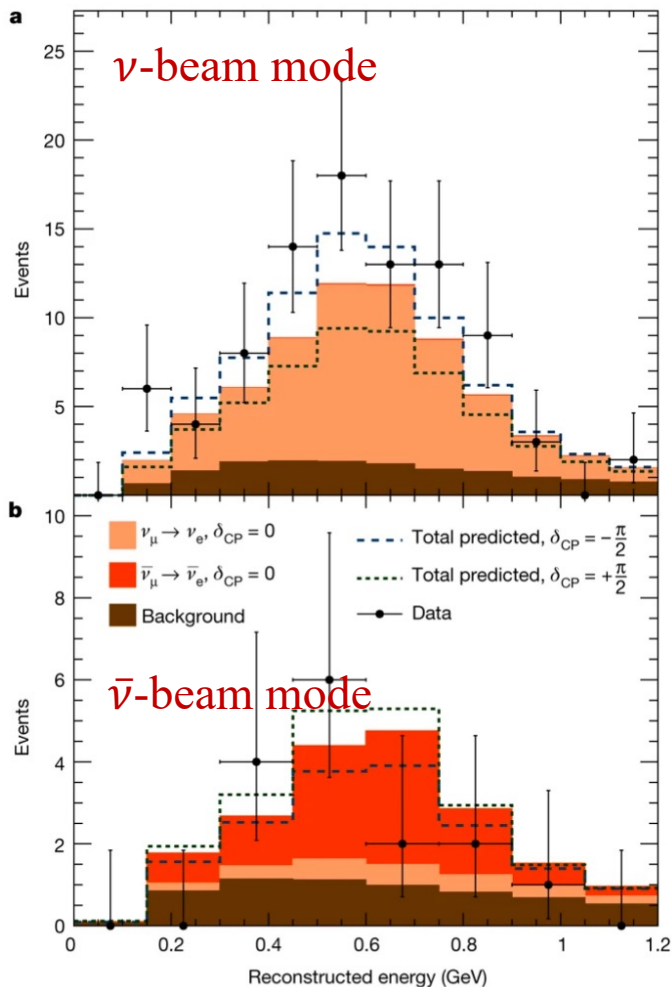 a
25
ν-beam mode
20
15
Events
10
5
b
10
νμ → νe, δCP = 0
Total predicted, δCP = −π/2
ν̄μ → ν̄e, δCP = 0
Total predicted, δCP = +π/2
8
Background
Data
6
ν̄-beam mode
Events
4
2
0
0 0.2 0.4 0.6 0.8 1 1.2
Reconstructed energy (GeV)